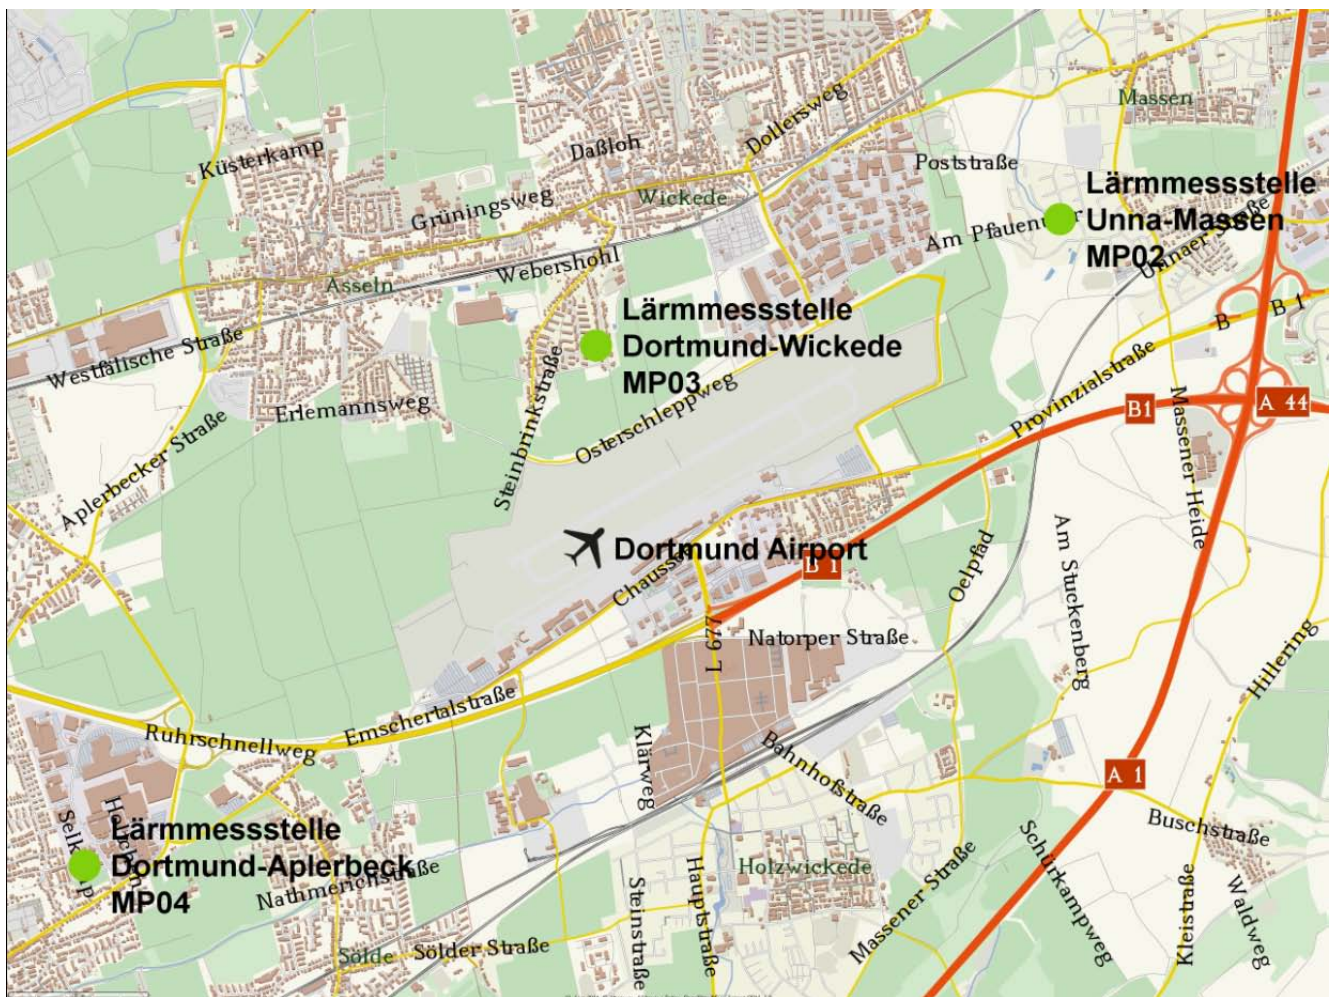 Massen
Küsterkamp
Daßloh
Dollersweg
Poststraße
Wickede
Grüningsweg
Lärmmessstelle
Unna-Massen
MP02
Am Pfauen
Unnaer Straße
Webershohl
Asseln
Lärmmessstelle
Dortmund-Wickede
MP03
B
B 1
Westfälische Straße
Erlemannsweg
Steinbrinkstraße
Osterschleppweg
Provinzialstraße
B1
A 44
Massener Heide
Aplerbecker Straße
Dortmund Airport
B 1
Oelpfad
Am Stuckenberg
L 677
Natorper Straße
Hillering
Emschertalstraße
Ruhrschnellweg
Klärweg
Bahnhofstraße
A 1
Buschstraße
Lärmmessstelle
Dortmund-Aplerbeck
MP04
Nathmerichstraße
Holzwickede
Hauptstraße
Steinstraße
Massener Straße
Schürkampweg
Kleistraße
Waldweg
Sölde
Sölder Straße